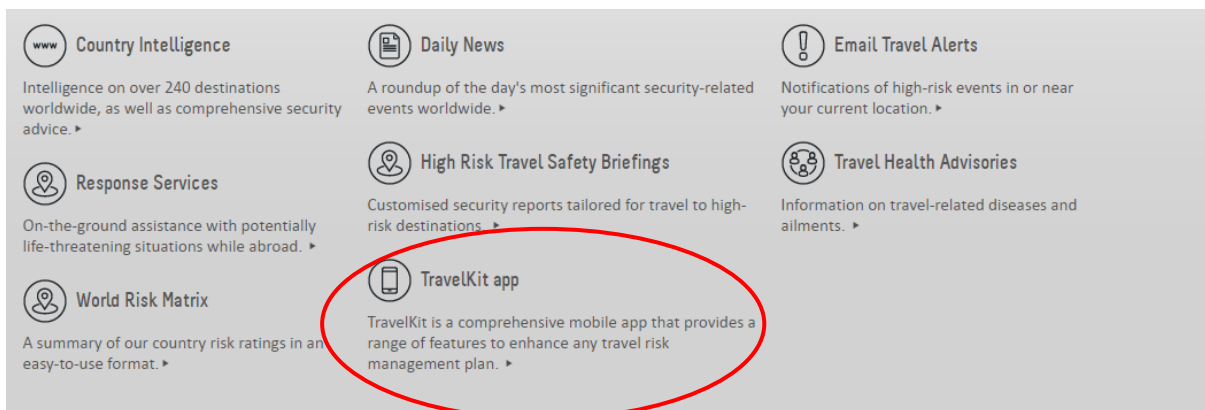 www Country Intelligence
Intelligence on over 240 destinations
worldwide, as well as comprehensive security
advice.
Response Services
On-the-ground assistance with potentially
life-threatening situations while abroad.
World Risk Matrix
A summary of our country risk ratings in an
easy-to-use format.
Daily News
A roundup of the day's most significant security-related
events worldwide.
High Risk Travel Safety Briefings
Customised security reports tailored for travel to high-
risk destinations.
TravelKit app
TravelKit is a comprehensive mobile app that provides a
range of features to enhance any travel risk
management plan.
Email Travel Alerts
Notifications of high-risk events in or near
your current location.
Travel Health Advisories
Information on travel-related diseases and
ailments.